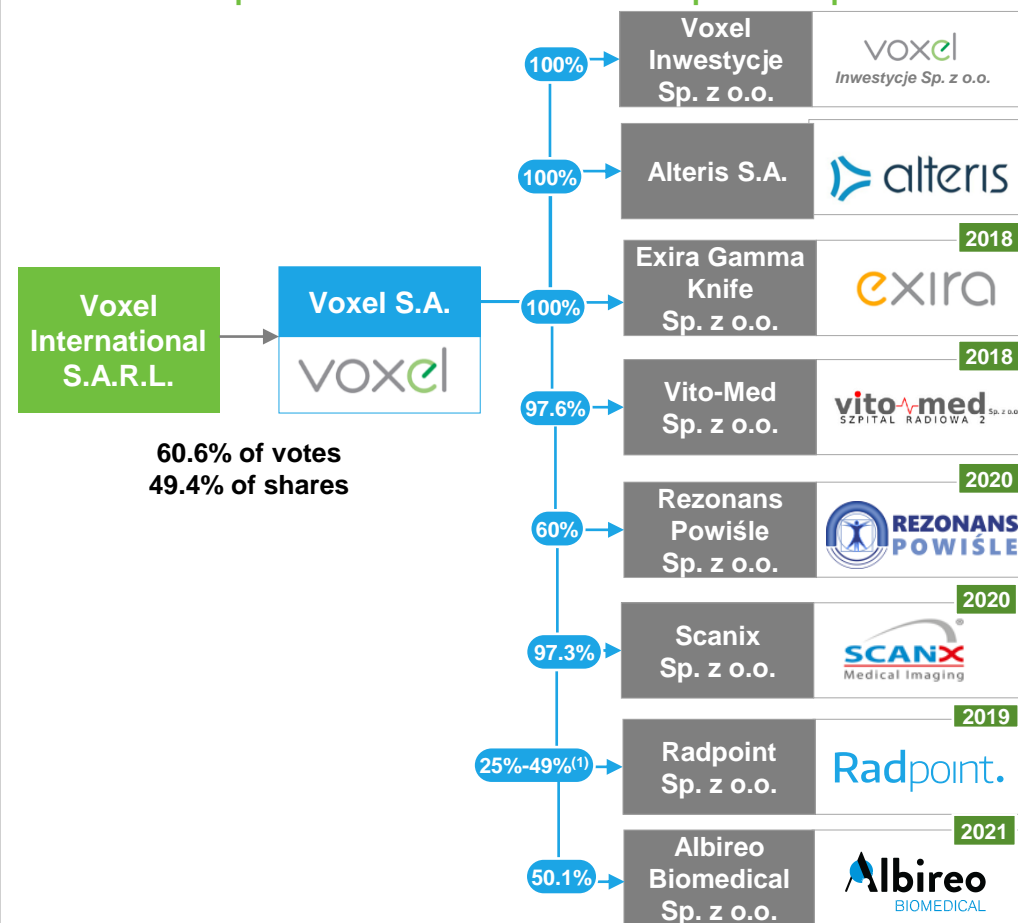 Voxel
Inwestycje
Sp. z o.o.
voxel
Inwestycje Sp. z o.o.
100%
Alteris S.A.
alteris
100%
2018
Exira Gamma
Knife
Sp. z o.o.
exira
100%
Voxel
International
S.A.R.L.
Voxel S.A.
voxel
60.6% of votes
49.4% of shares
2018
Vito-Med
Sp. z o.o.
vito-med Sp. z o.o.
SZPITAL RADIOWA 2
97.6%
2020
Rezonans
Powiśle
Sp. z o.o.
REZONANS
POWIŚLE
60%
2020
Scanix
Sp. z o.o.
SCANX
Medical Imaging
97.3%
2019
Radpoint
Sp. z o.o.
Radpoint.
25%-49%(1)
2021
Albireo
Biomedical
Sp. z o.o.
Albireo
BIOMEDICAL
50.1%